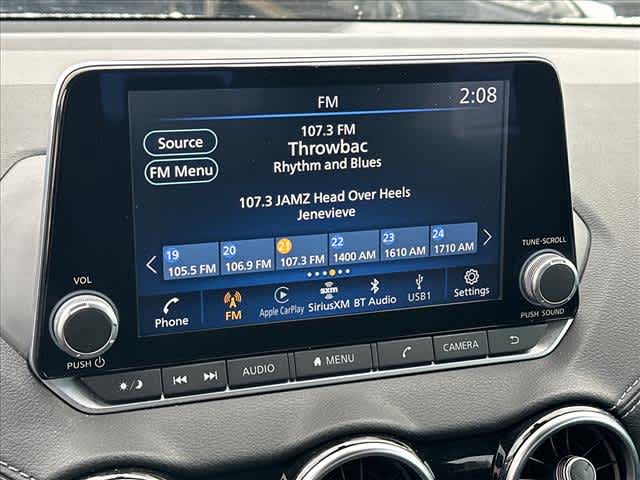 FM
2:08
Source
FM Menu
107.3 FM
Throwbac
Rhythm and Blues
107.3 JAMZ Head Over Heels
Jenevieve
19
105.5 FM
20
106.9 FM
21
107.3 FM
22
1400 AM
23
1610 AM
24
1710 AM
Phone
FM
Apple CarPlay
sxm
SiriusXM
BT Audio
USB1
Settings
VOL
PUSH
TUNE-SCROLL
PUSH SOUND
AUDIO
MENU
CAMERA